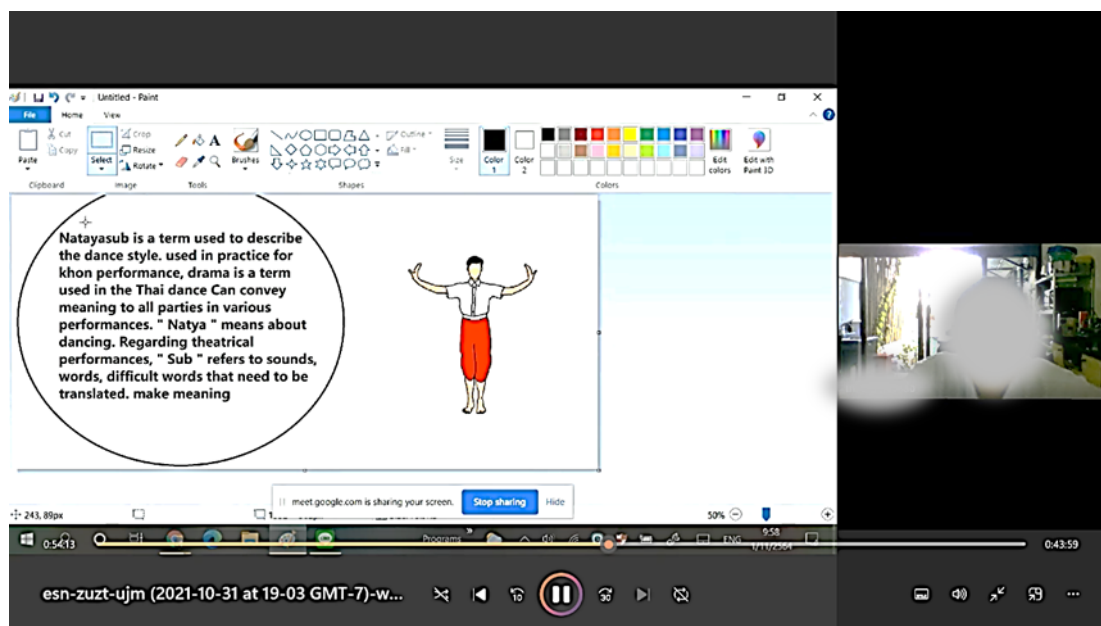 Untitled - Paint
File Home View
Paste
Cut
Copy
Clipboard
Select
Crop
Resize
Rotate
Image
Tools
Brushes
Shapes
Outline
Fill
Size
Color 1
Color 2
Colors
Edit colors
Edit with Paint 3D
Natayasub is a term used to describe
the dance style. used in practice for
khon performance, drama is a term
used in the Thai dance Can convey
meaning to all parties in various
performances. " Natya " means about
dancing. Regarding theatrical
performances, " Sub " refers to sounds,
words, difficult words that need to be
translated. make meaning
meet.google.com is sharing your screen. Stop sharing Hide
243, 89px
50%
Programs
ENG
9:58
1/11/2564
0:54:13
0:43:59
esn-zuzt-ujm (2021-10-31 at 19-03 GMT-7)-w...
10
30